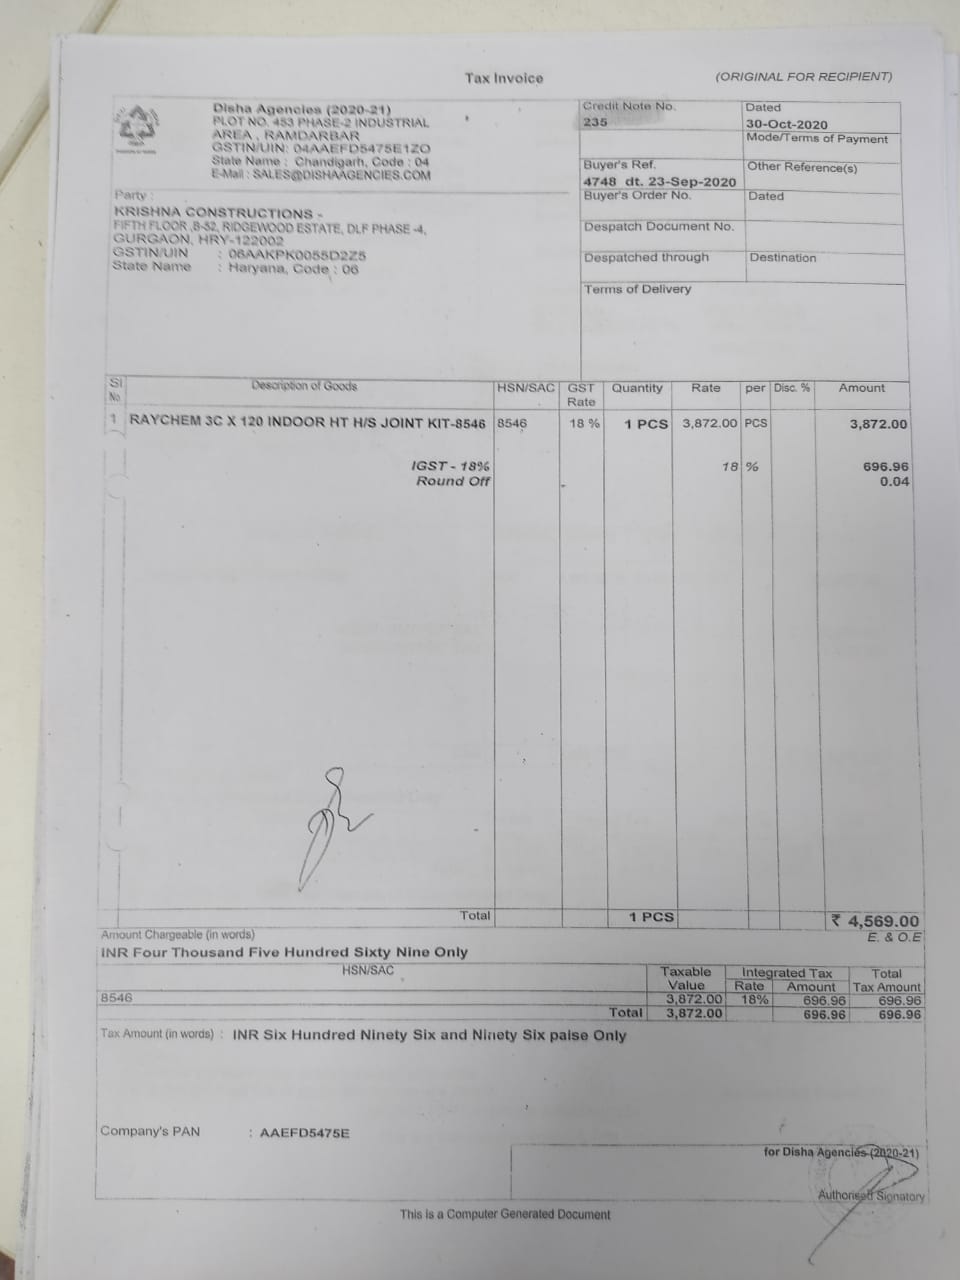 Tax Invoice
(ORIGINAL FOR RECIPIENT)
Disha Agencies (2020-21)
PLOT NO. 453 PHASE-2 INDUSTRIAL
AREA , RAMDARBAR
GSTIN/UIN: 04AAEFD5475E1ZO
State Name : Chandigarh, Code : 04
E-Mail : SALES@DISHAAGENCIES.COM
Party :
KRISHNA CONSTRUCTIONS -
FIFTH FLOOR ,B-52, RIDGEWOOD ESTATE, DLF PHASE -4,
GURGAON, HRY-122002
GSTIN/UIN : 06AAKPK0055D2Z5
State Name : Haryana, Code : 06
Credit Note No.
235
Dated
30-Oct-2020
Mode/Terms of Payment
Buyer's Ref.
4748 dt. 23-Sep-2020
Other Reference(s)
Buyer's Order No.
Dated
Despatch Document No.
Despatched through
Destination
Terms of Delivery
Sl No Description of Goods HSN/SAC GST Rate Quantity Rate per Disc. % Amount
1 RAYCHEM 3C X 120 INDOOR HT H/S JOINT KIT-8546 8546 18 % 1 PCS 3,872.00 PCS 3,872.00
IGST - 18% 18 % 696.96
Round Off 0.04
Total 1 PCS ₹ 4,569.00
Amount Chargeable (in words) E. & O.E
INR Four Thousand Five Hundred Sixty Nine Only
HSN/SAC Taxable Value Integrated Tax Total
Rate Amount Tax Amount
8546 3,872.00 18% 696.96 696.96
Total 3,872.00 696.96 696.96
Tax Amount (in words) : INR Six Hundred Ninety Six and Ninety Six paise Only
Company's PAN : AAEFD5475E
for Disha Agencies (2020-21)
Authorised Signatory
This is a Computer Generated Document